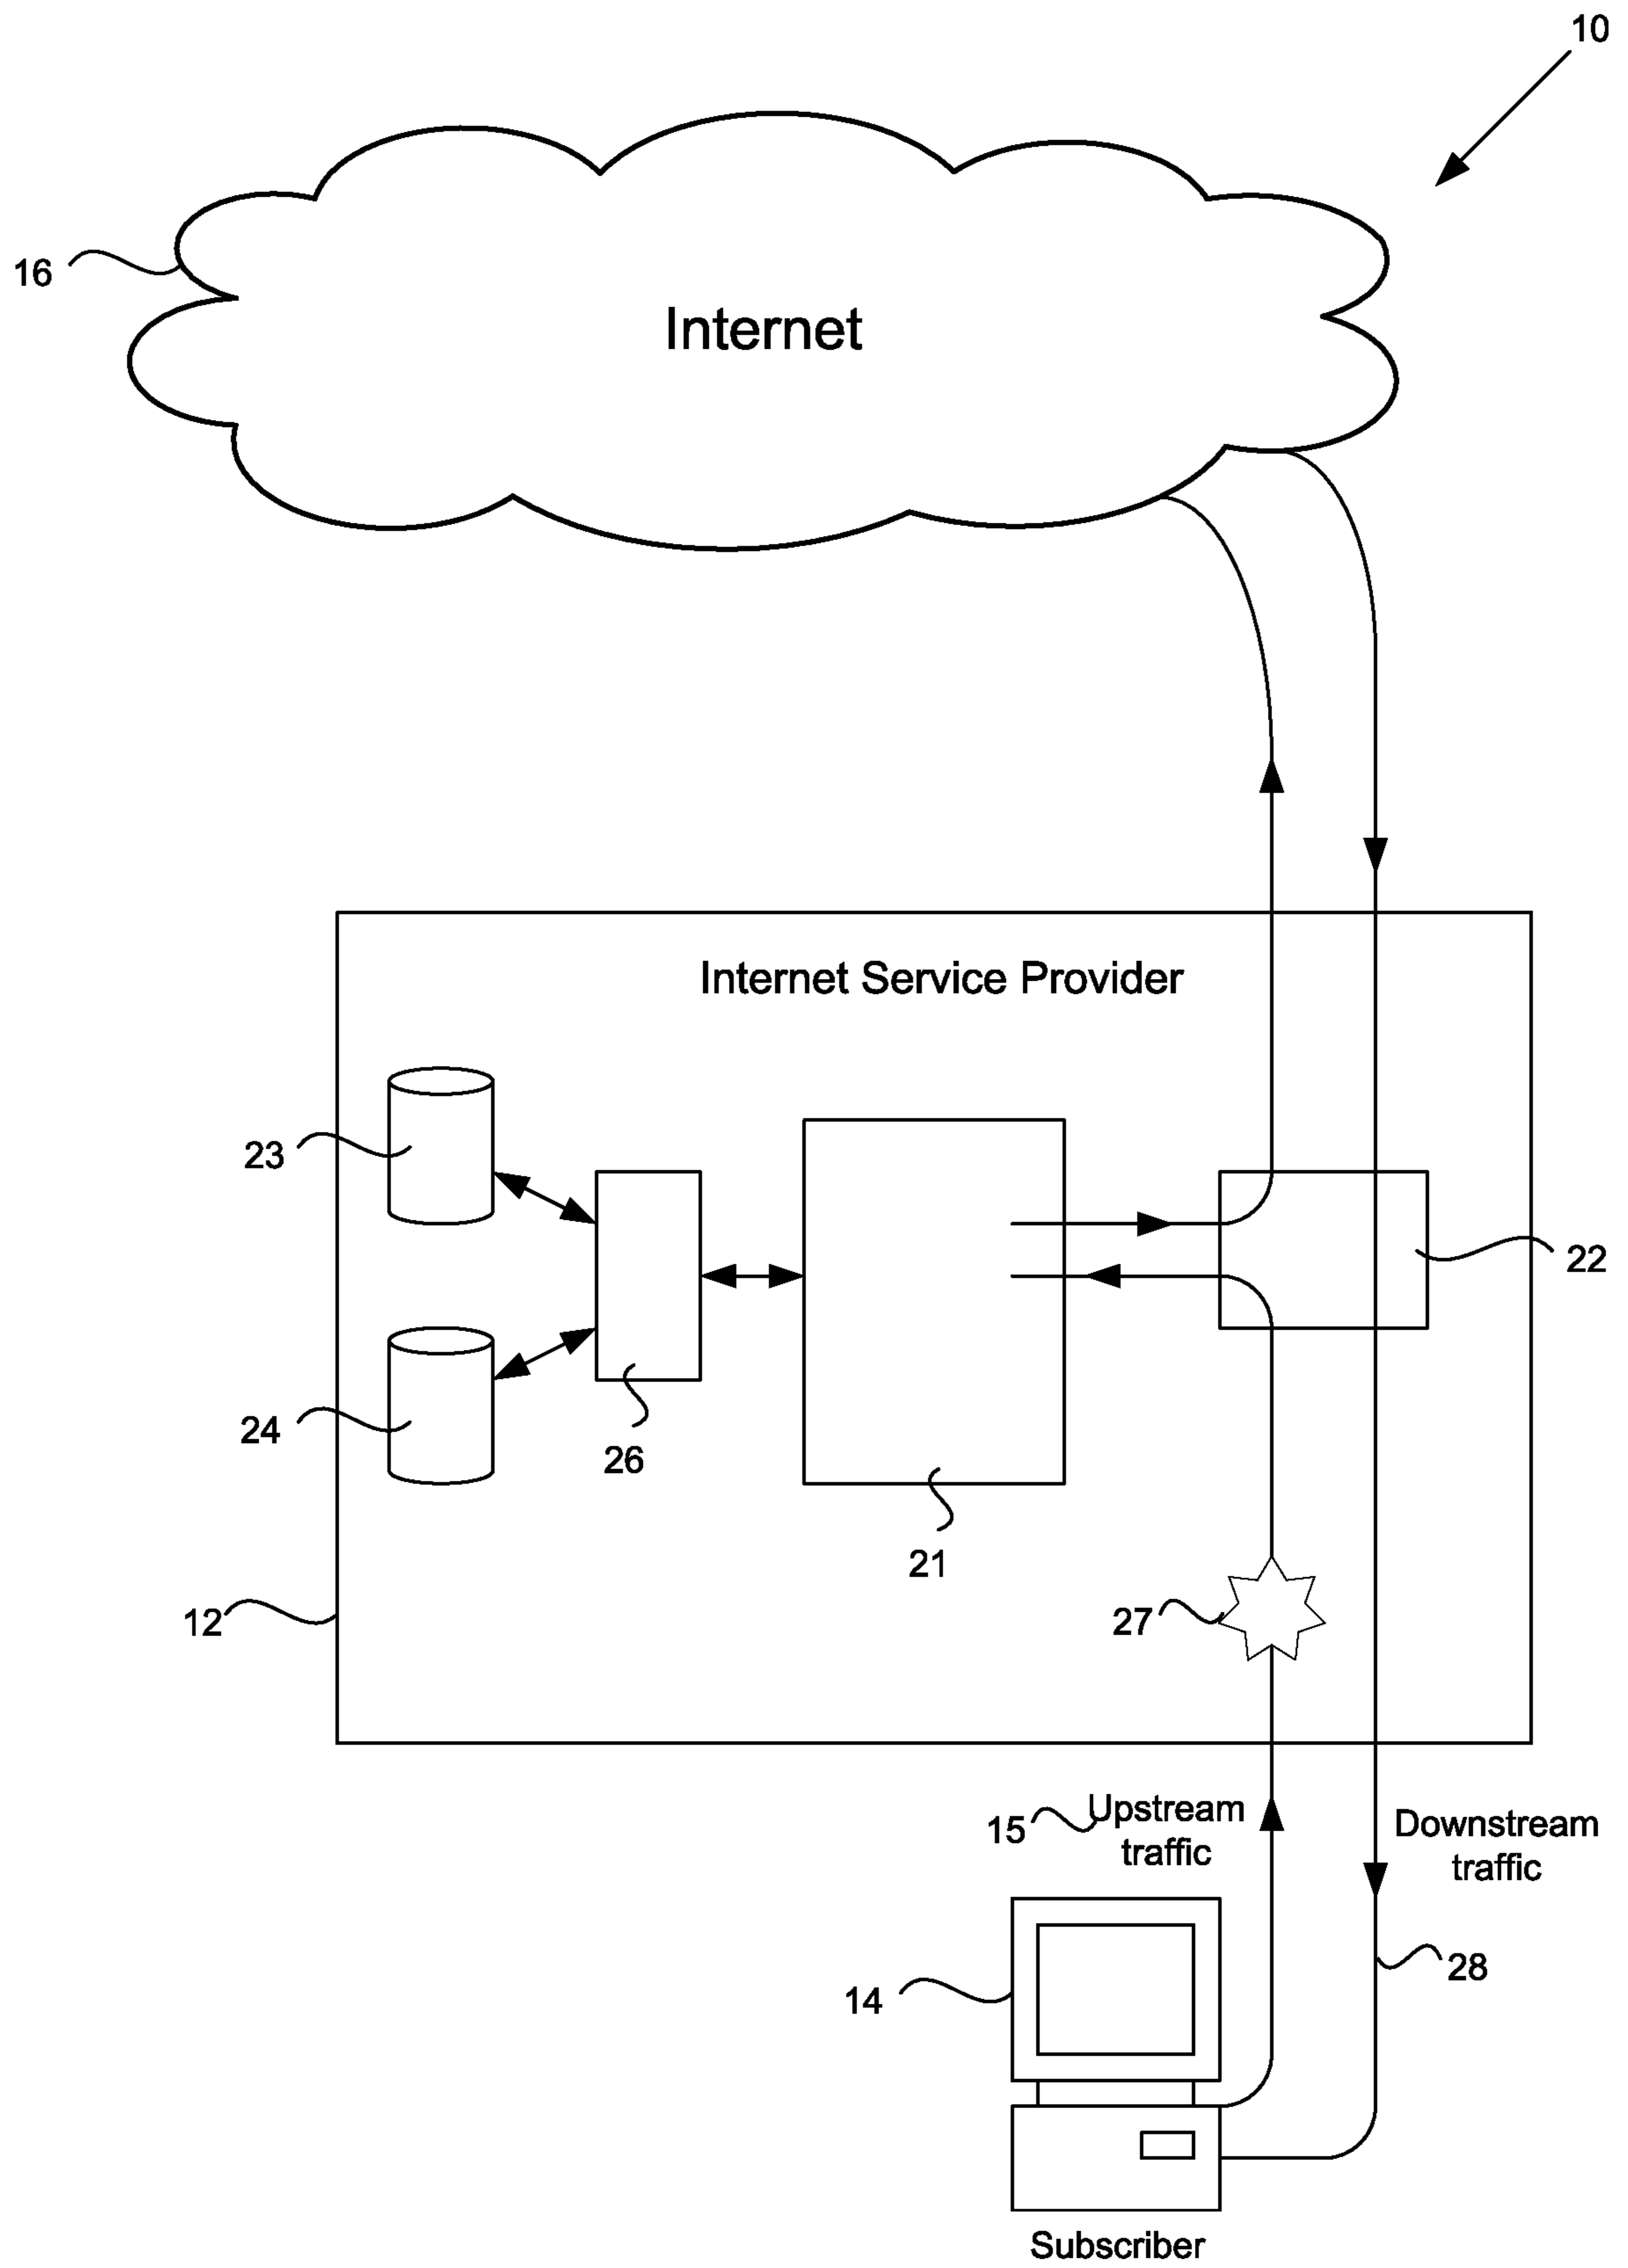 10
16
Internet
Internet Service Provider
23
22
24
26
21
12
27
15
Upstream
traffic
Downstream
traffic
14
28
Subscriber